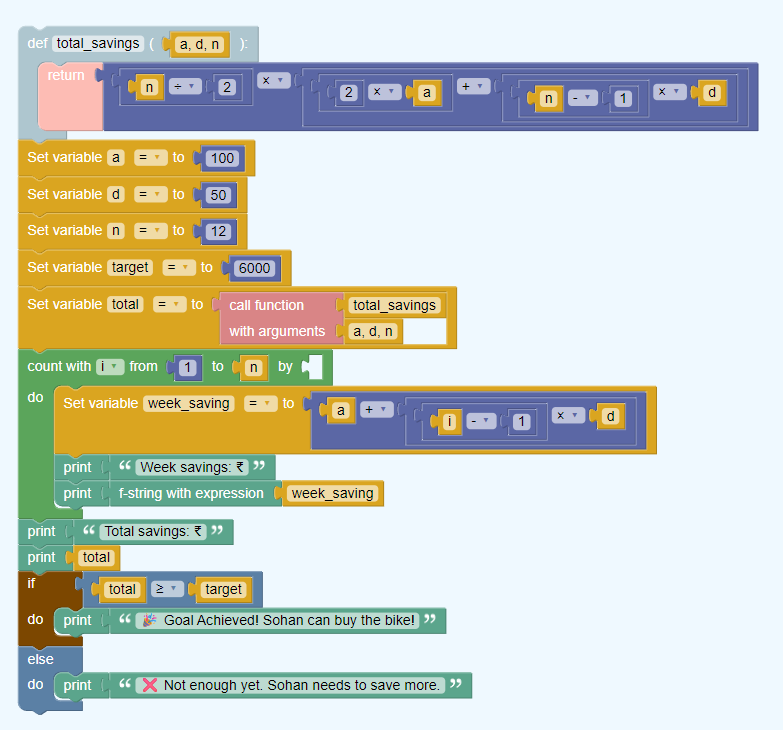 def total_savings ( a, d, n ):
return n ÷ 2 × 2 × a + n - 1 × d
Set variable a = to 100
Set variable d = to 50
Set variable n = to 12
Set variable target = to 6000
Set variable total = to call function total_savings
with arguments a, d, n
count with i from 1 to n by
do Set variable week_saving = to a + i - 1 × d
print “ Week savings: ₹ ”
print f-string with expression week_saving
print “ Total savings: ₹ ”
print total
if total ≥ target
do print “ 🎉 Goal Achieved! Sohan can buy the bike! ”
else
do print “ ❌ Not enough yet. Sohan needs to save more. ”